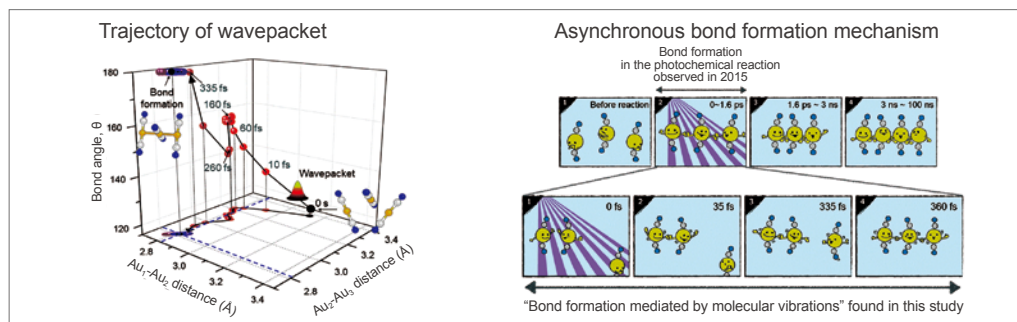 Trajectory of wavepacket
180
160
140
120
Bond angle, θ
Bond
formation
335 fs
160 fs
60 fs
260 fs
10 fs
Wavepacket
0 s
2.8
3.0
3.2
3.4
Au1-Au2 distance (Å)
2.8
3.0
3.2
3.4
Au2-Au3 distance (Å)
Asynchronous bond formation mechanism
Bond formation
in the photochemical reaction
observed in 2015
1
Before reaction
2
0~1.6 ps
3
1.6 ps ~ 3 ns
4
3 ns ~ 100 ns
1
0 fs
2
35 fs
3
335 fs
4
360 fs
“Bond formation mediated by molecular vibrations” found in this study